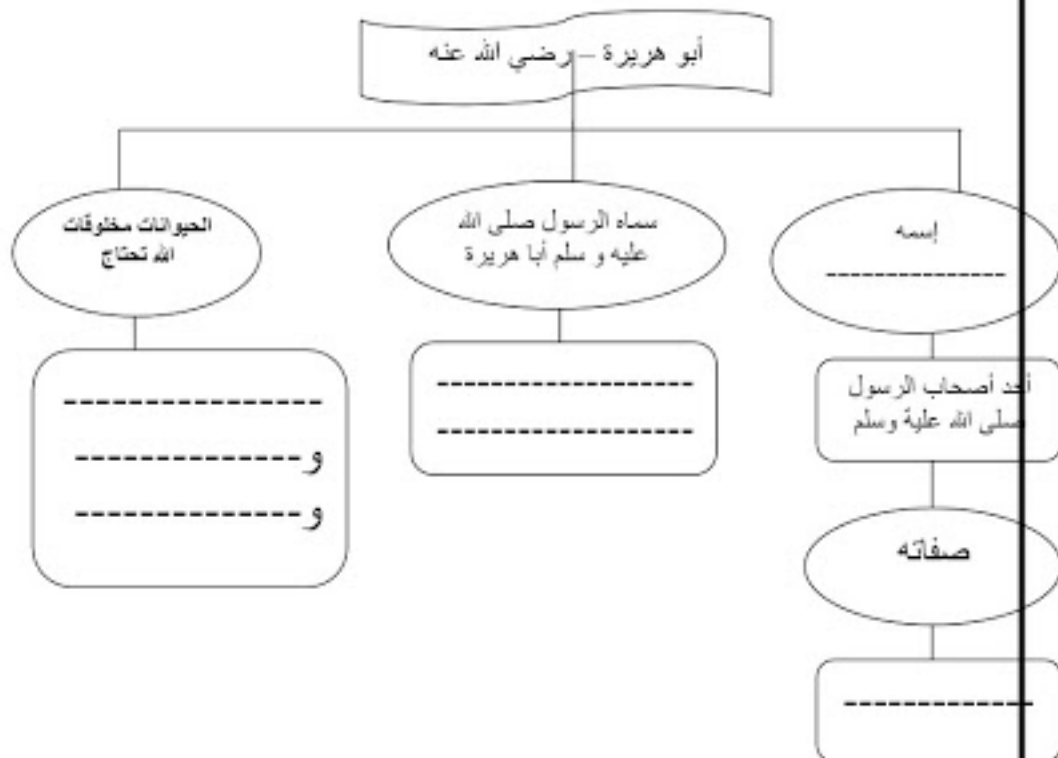 أبو هريرة – رضي الله عنه
إسمه
---------------
أحد أصحاب الرسول
صلى الله علية وسلم
صفاته
-------------
سماه الرسول صلى الله
عليه و سلم أبا هريرة
-------------------
-------------------
الحيوانات مخلوقات
الله تحتاج
----------------
و--------------
و--------------